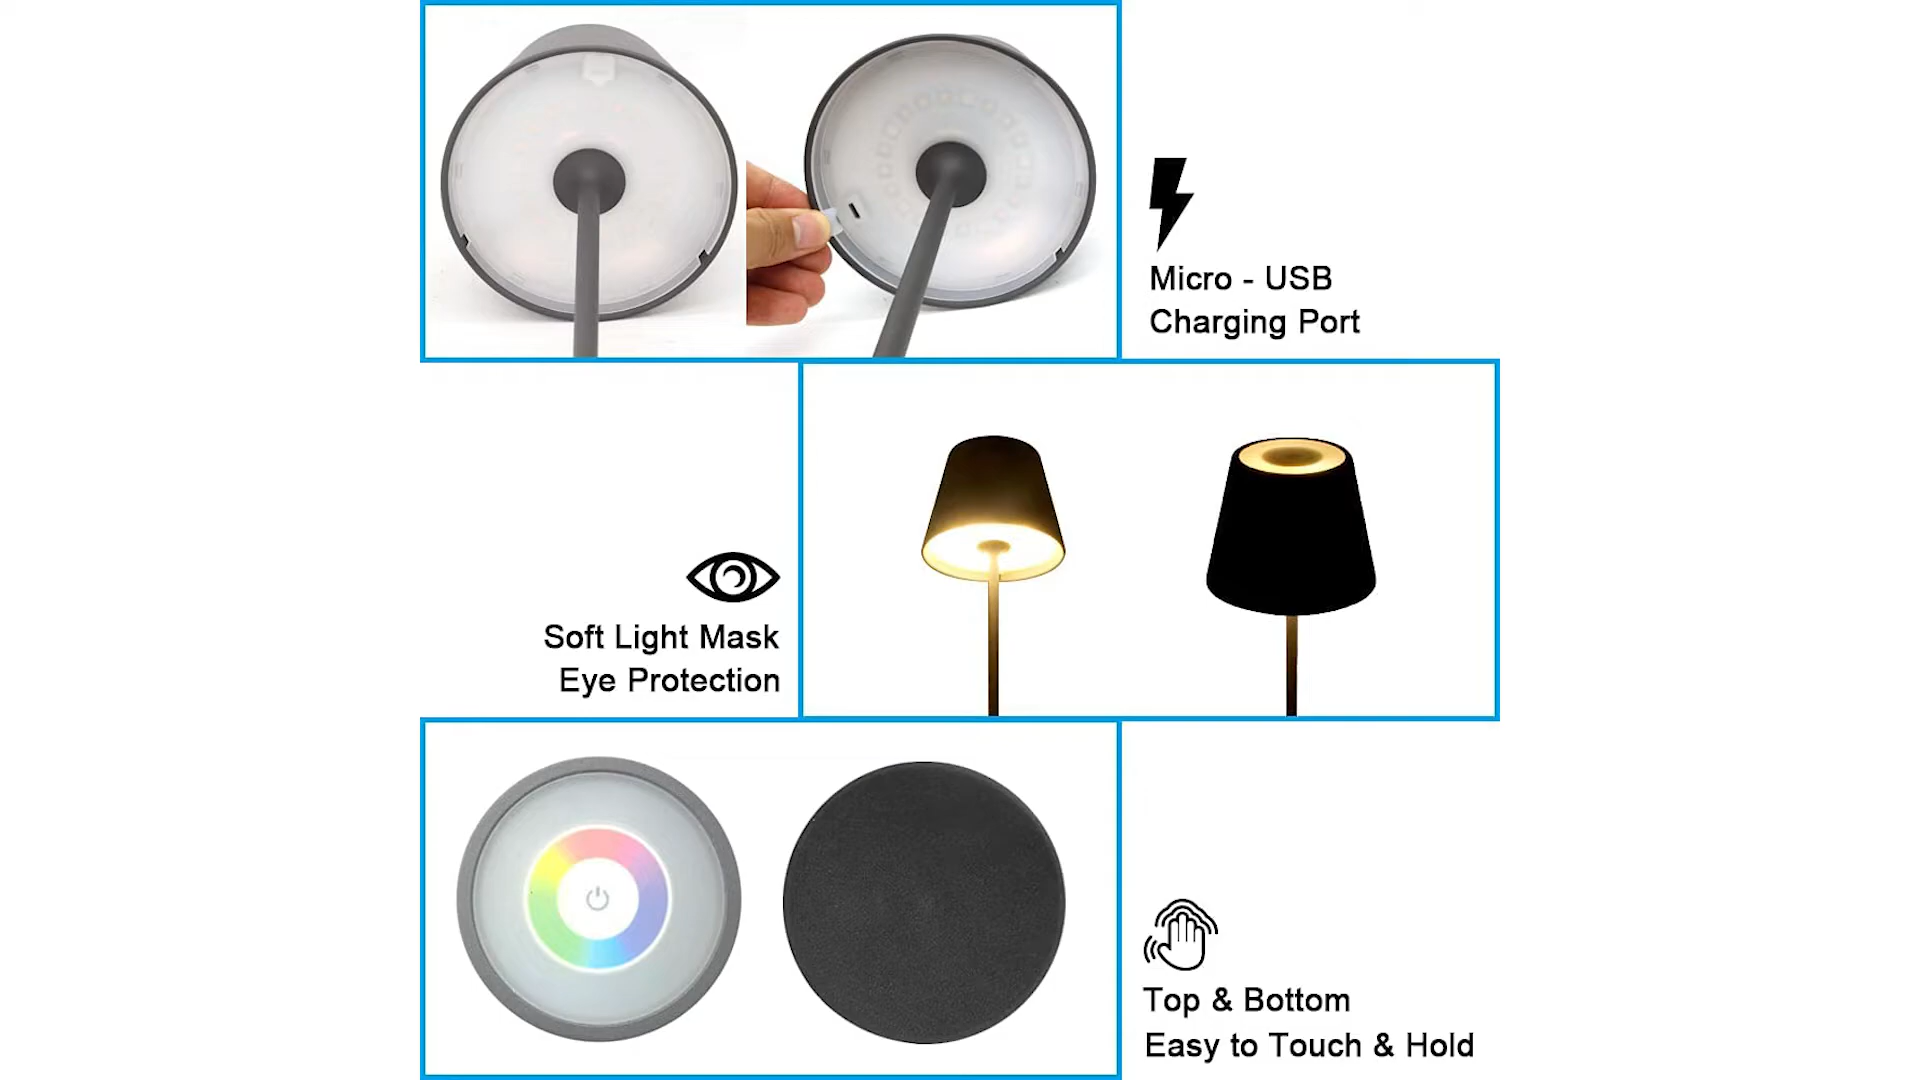 Micro - USB
Charging Port
Soft Light Mask
Eye Protection
Top & Bottom
Easy to Touch & Hold